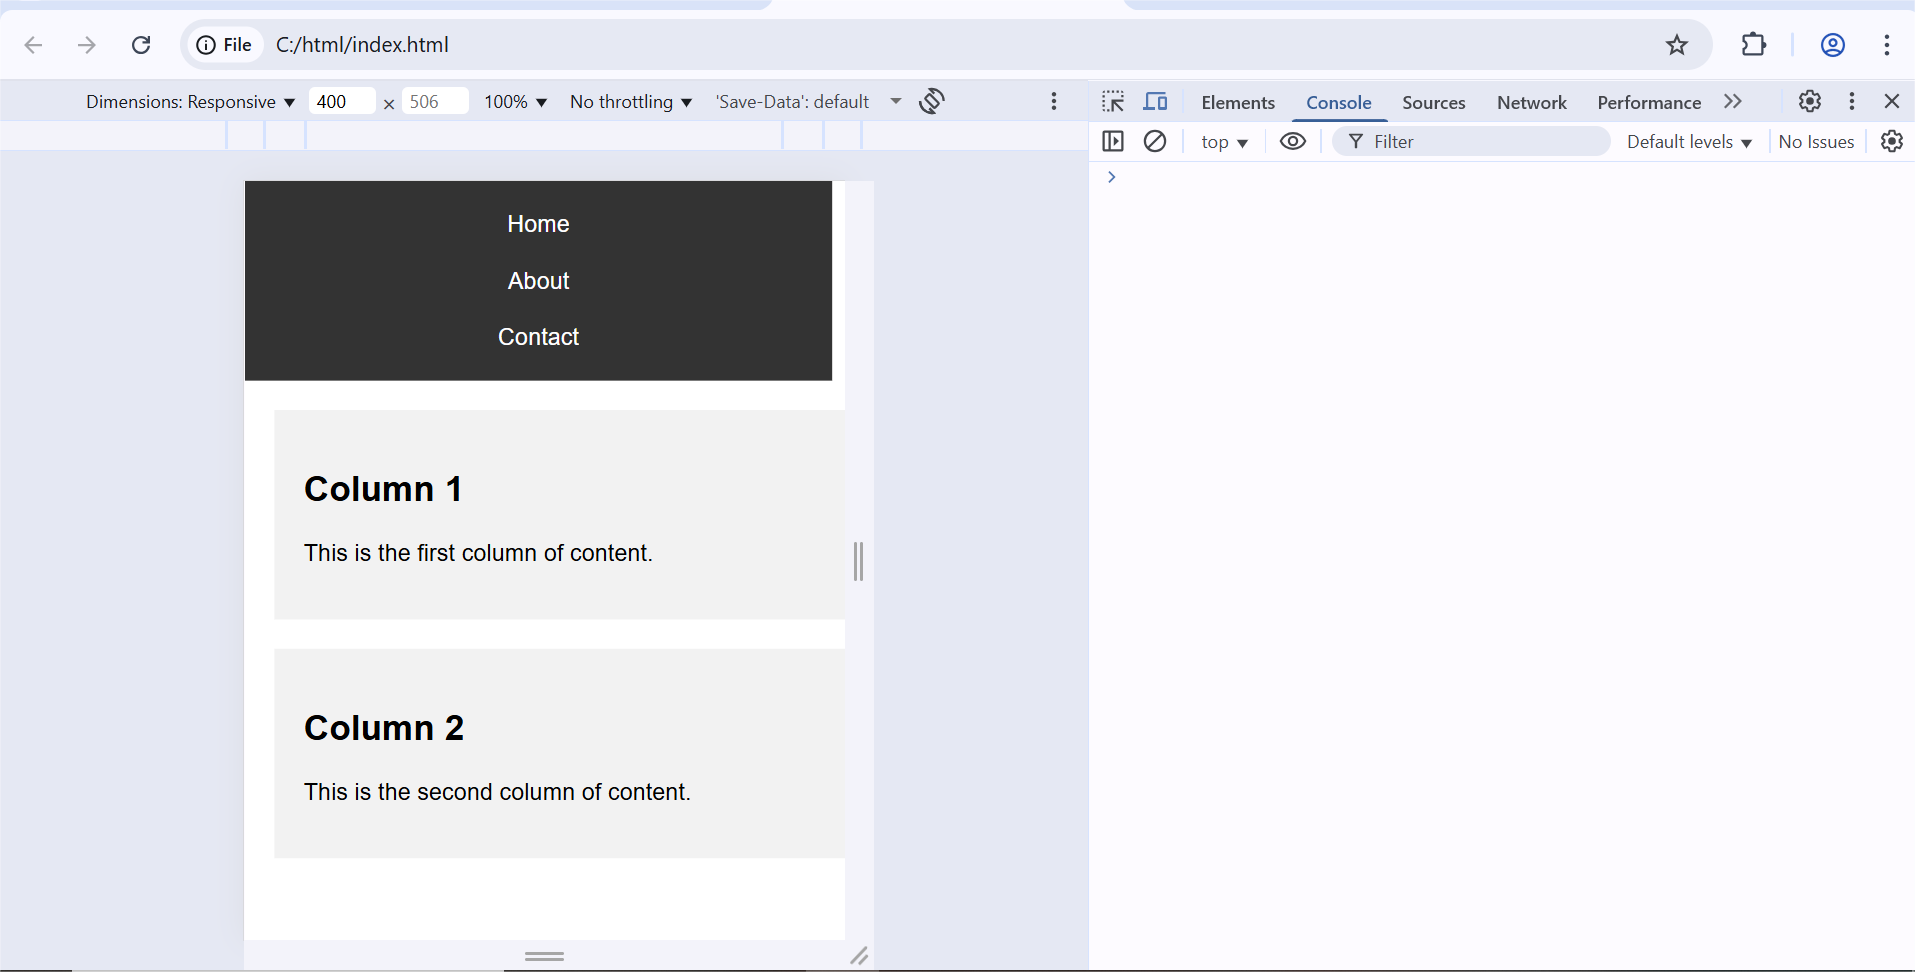 File C:/html/index.html
Dimensions: Responsive 400 × 506 100% No throttling 'Save-Data': default
Elements Console Sources Network Performance
top Filter Default levels No Issues
Home
About
Contact
Column 1
This is the first column of content.
Column 2
This is the second column of content.